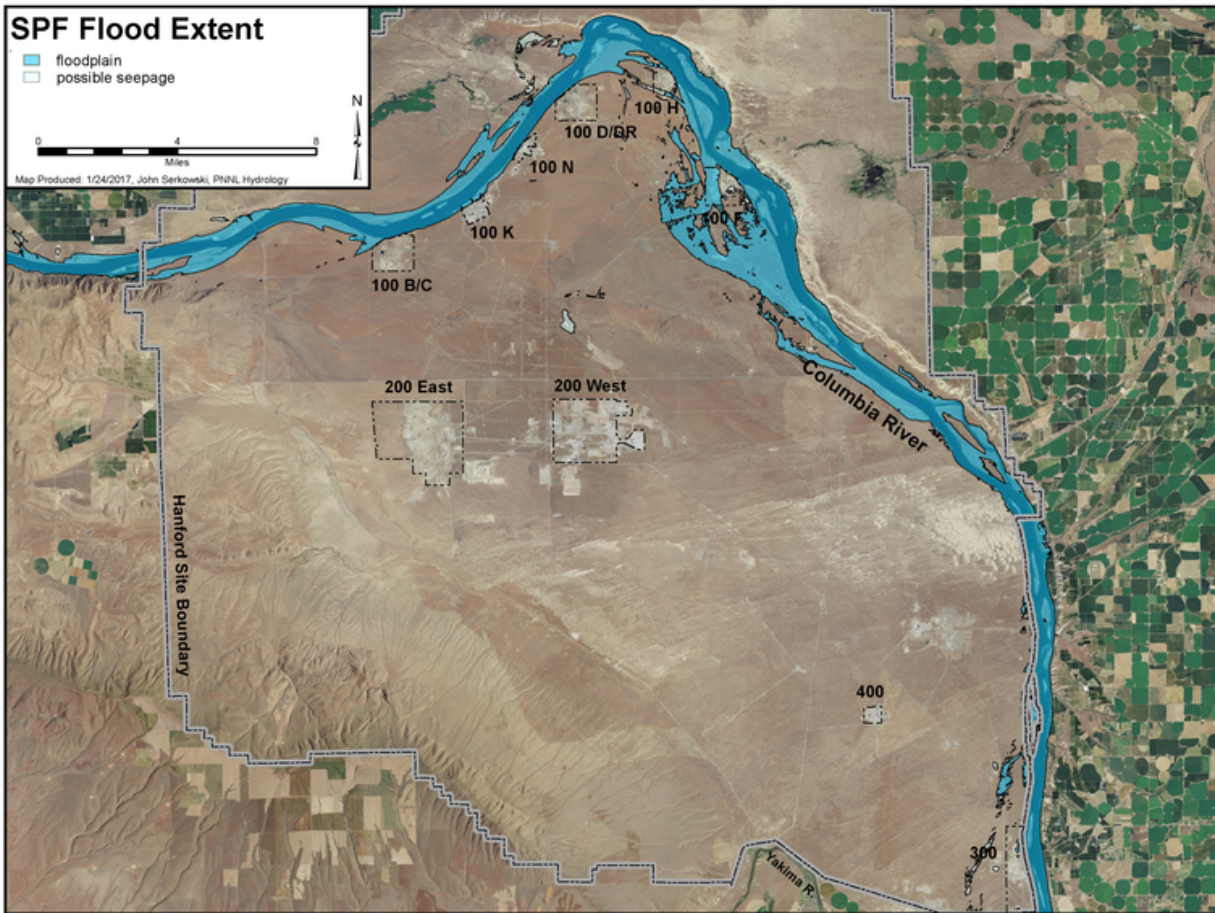 SPF Flood Extent
floodplain
possible seepage
N
0 4 8
Miles
Map Produced: 1/24/2017, John Serkowski, PNNL Hydrology
100 H
100 D/DR
100 N
100 F
100 K
100 B/C
Columbia River
200 East
200 West
Hanford Site Boundary
400
300
Yakima R.